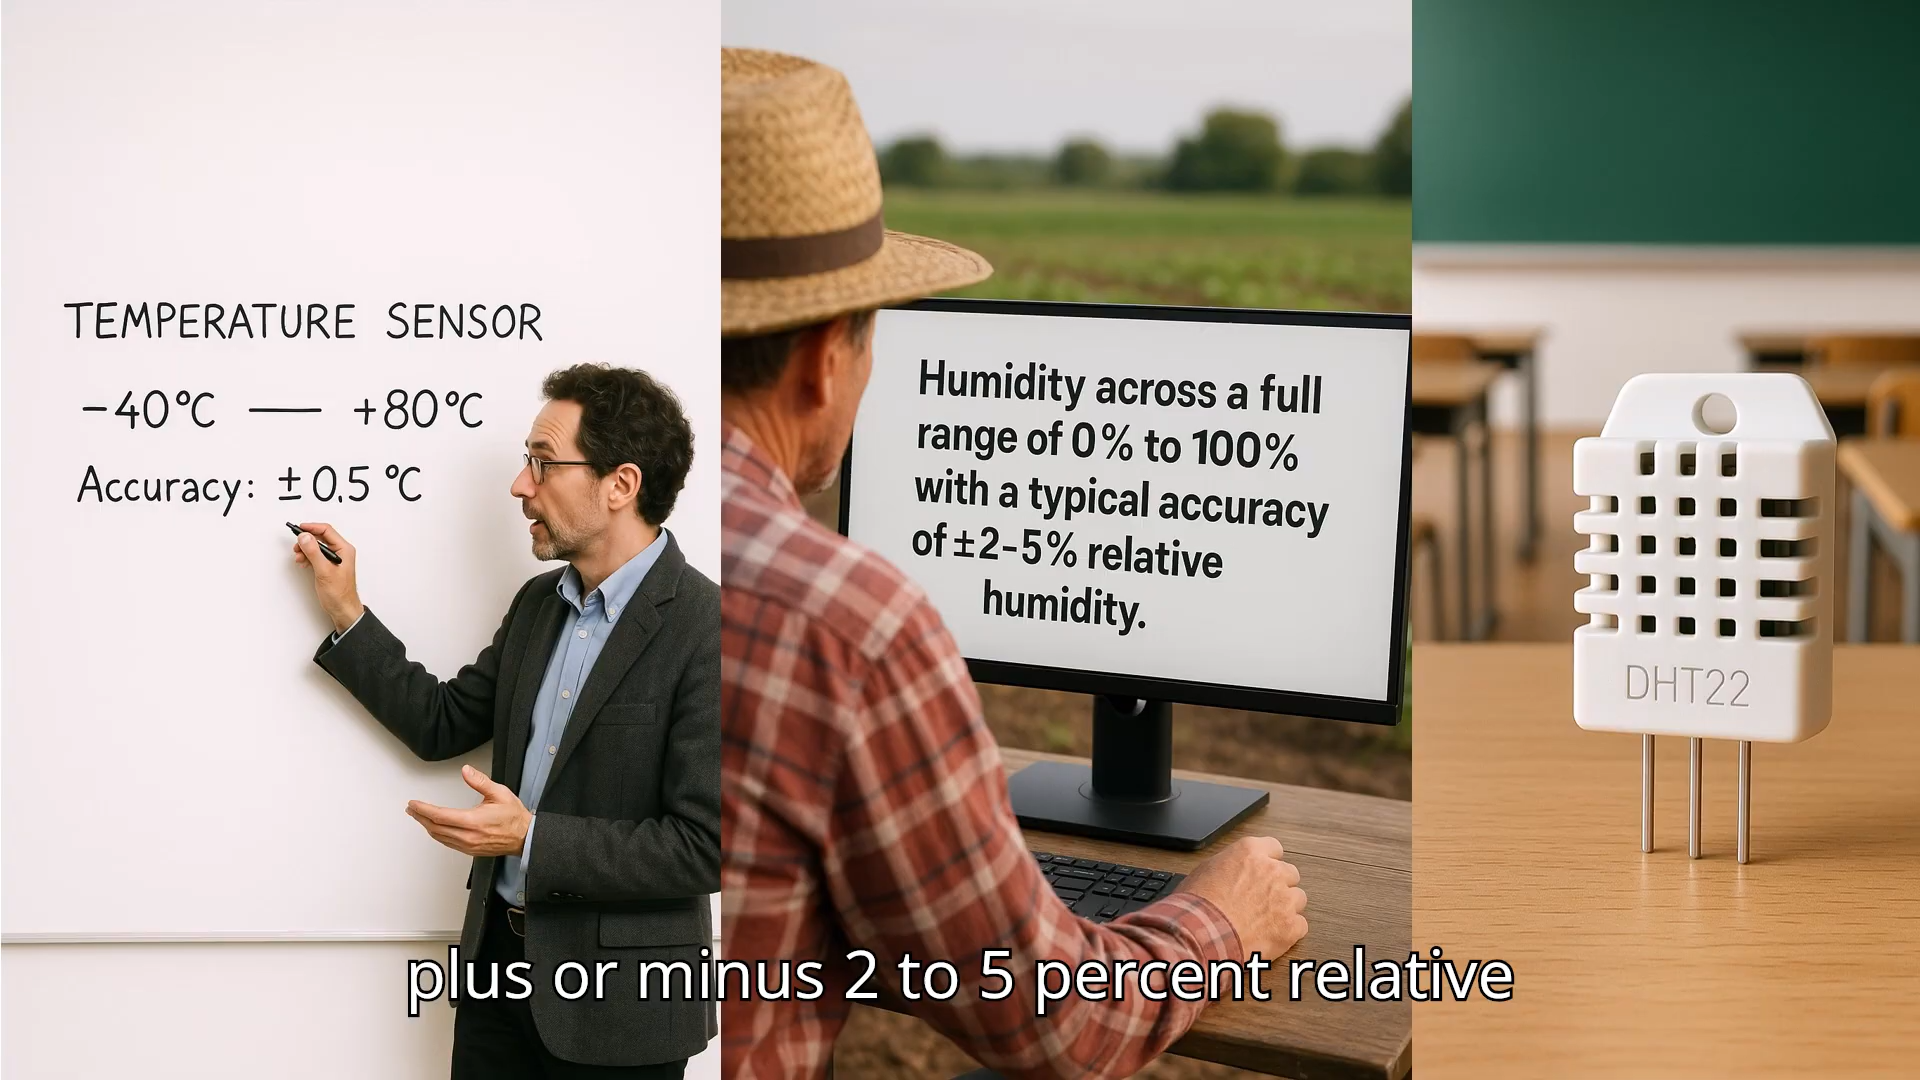 TEMPERATURE SENSOR
−40°C — +80°C
Accuracy: ±0.5 °C
Humidity across a full
range of 0% to 100%
with a typical accuracy
of ±2-5% relative
humidity.
DHT22
plus or minus 2 to 5 percent relative